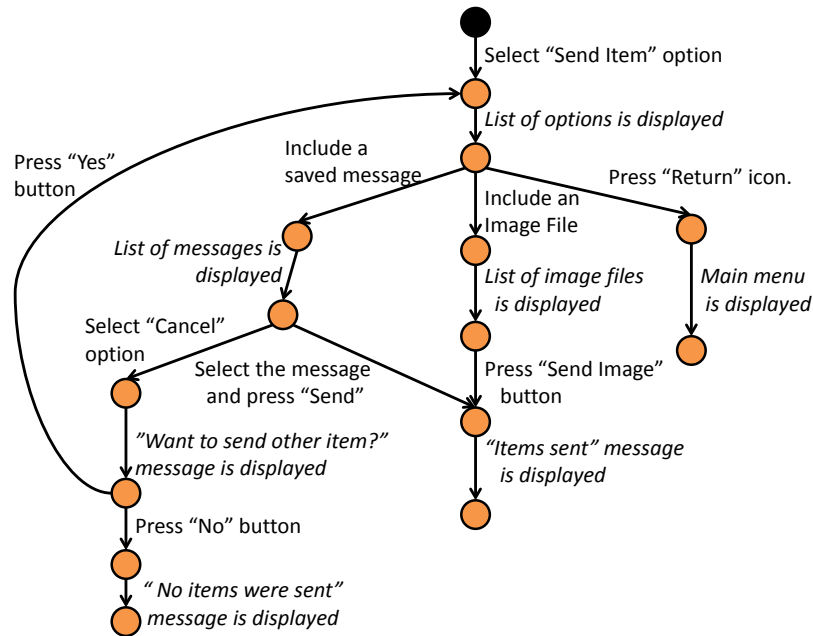 Select “Send Item” option
List of options is displayed
Press “Yes”
button
Include a
saved message
Include an
Image File
Press “Return” icon.
List of messages is
displayed
List of image files
is displayed
Main menu
is displayed
Select “Cancel”
option
Select the message
and press “Send”
Press “Send Image”
button
”Want to send other item?”
message is displayed
“Items sent” message
is displayed
Press “No” button
“ No items were sent”
message is displayed